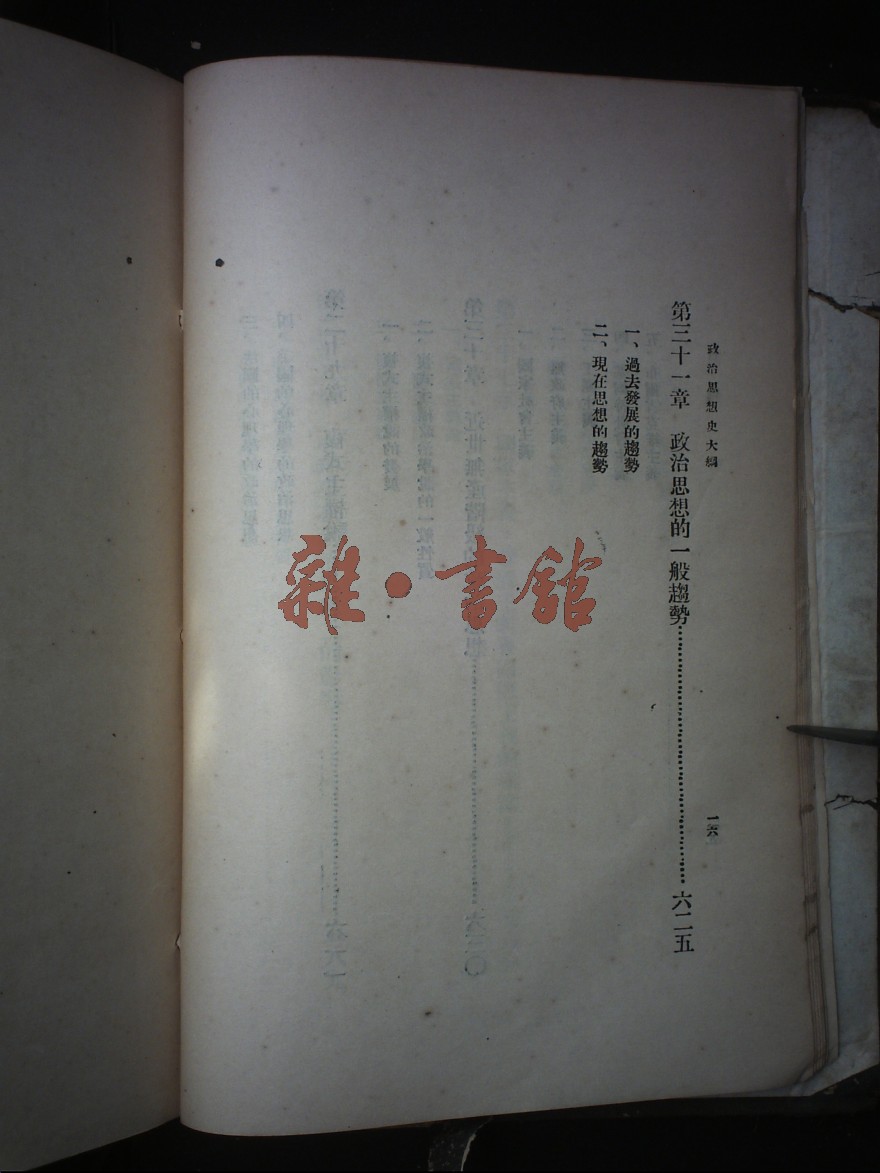 政治思想史大綱
一六
第三十一章　政治思想的一般趨勢……六二五
一、過去發展的趨勢
二、現在思想的趨勢
雜·書館